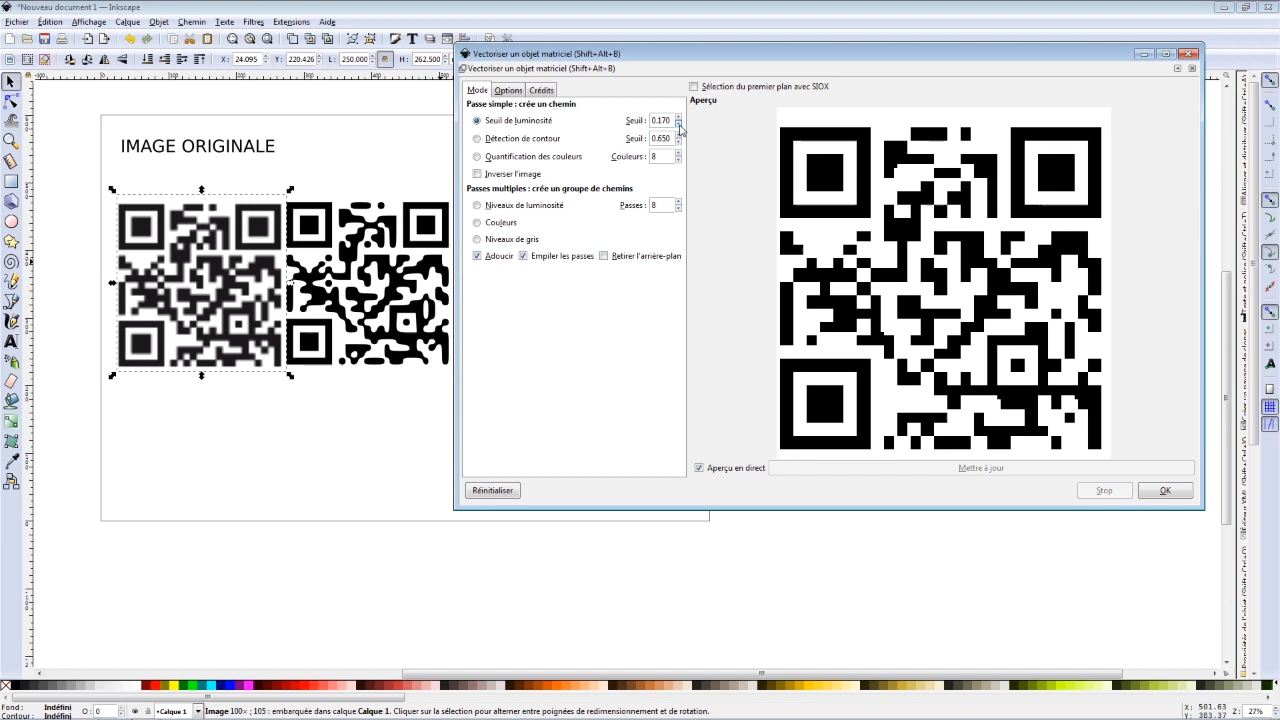 *Nouveau document 1 — Inkscape
Fichier Édition Affichage Calque Objet Chemin Texte Filtres Extensions Aide
X: 24.095 Y: 220.426 L: 250.000 H: 262.500
Vectoriser un objet matriciel (Shift+Alt+B)
Vectoriser un objet matriciel (Shift+Alt+B)
Mode Options Crédits
Passe simple : crée un chemin
Seuil de luminosité Seuil : 0.170
Détection de contour Seuil : 0.650
Quantification des couleurs Couleurs : 8
Inverser l'image
Passes multiples : crée un groupe de chemins
Niveaux de luminosité Passes : 8
Couleurs
Niveaux de gris
Adoucir Empiler les passes Retirer l'arrière-plan
Réinitialiser
Sélection du premier plan avec SIOX
Aperçu
Aperçu en direct Mettre à jour
Stop OK
IMAGE ORIGINALE
Fond : Indéfini
Contour : Indéfini
O: 0
•Calque 1
Image 100× ; 105 : embarquée dans calque Calque 1. Cliquer sur la sélection pour alterner entre poignées de redimensionnement et de rotation.
X: 501.63
Y: 383.37
Z: 27%